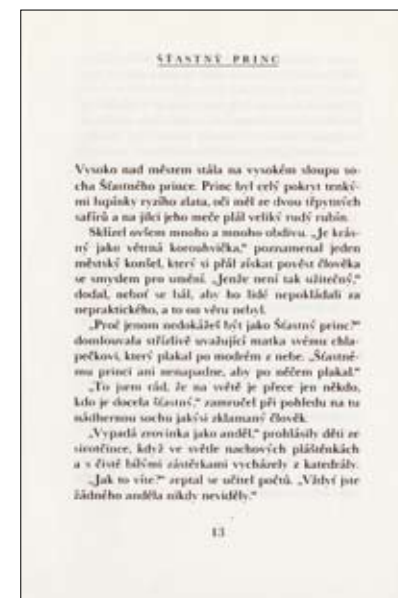 ŠŤASTNÝ PRINC
Vysoko nad městem stála na vysokém sloupu so-
cha Šťastného prince. Princ byl celý pokryt tenký-
mi lupínky ryzího zlata, oči měl ze dvou třpytných
safírů a na jílci jeho meče plál veliký rudý rubín.
Sklízel ovšem mnoho a mnoho obdivu. „Je krás-
ný jako větrná korouhvička,“ poznamenal jeden
městský konšel, který si přál získat pověst člověka
se smyslem pro umění. „Jenže není tak užitečný,“
dodal, neboť se bál, aby ho lidé nepokládali za
nepraktického, a to on věru nebyl.
„Proč jenom nedokážeš být jako Šťastný princ?“
domlouvala střízlivě uvažující matka svému chla-
pečkovi, který plakal po modrém z nebe. „Šťastné-
mu princi ani nenapadne, aby po něčem plakal.“
„To jsem rád, že na světě je přece jen někdo,
kdo je docela šťastný,“ zamručel při pohledu na tu
nádhernou sochu jakýsi zklamaný člověk.
„Vypadá zrovinka jako anděl,“ prohlásily děti ze
sirotčince, když ve světle nachových pláštěnkách
a v čistě bílými zástěrkami vycházely z katedrály.
„Jak to víte?“ zeptal se učitel počtů. „Vždyť jste
žádného anděla nikdy neviděly.“
13